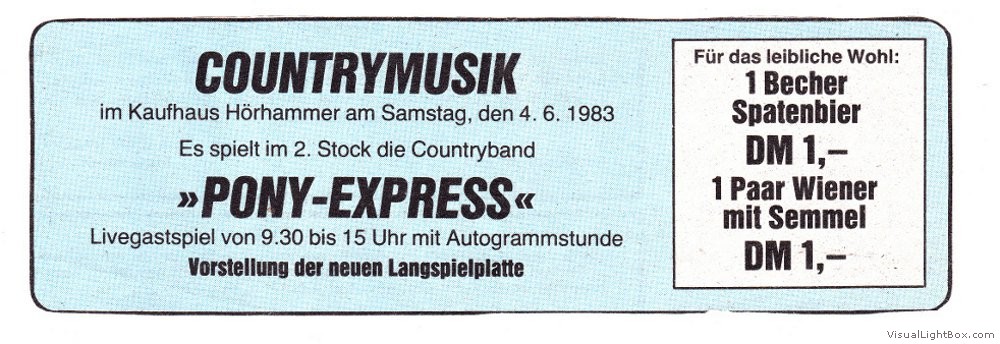 COUNTRYMUSIK
im Kaufhaus Hörhammer am Samstag, den 4. 6. 1983
Es spielt im 2. Stock die Countryband
»PONY-EXPRESS«
Livegastspiel von 9.30 bis 15 Uhr mit Autogrammstunde
Vorstellung der neuen Langspielplatte
Für das leibliche Wohl:
1 Becher
Spatenbier
DM 1,–
1 Paar Wiener
mit Semmel
DM 1,–
VisualLightBox.com